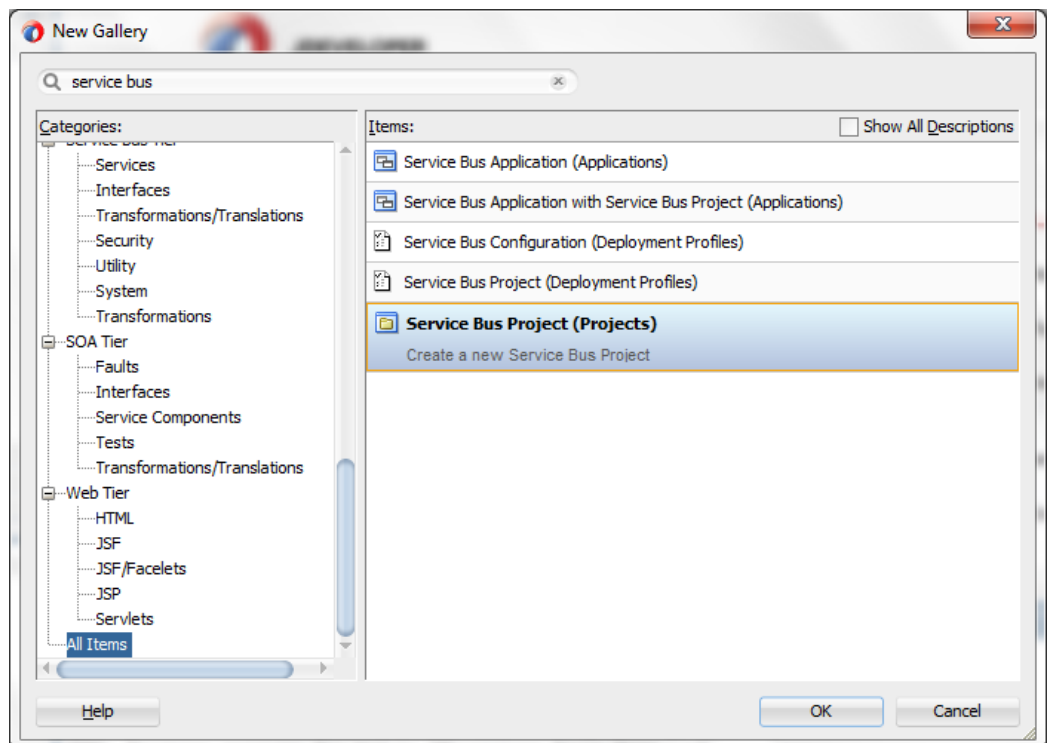 New Gallery
service bus
Categories:
Items:
Show All Descriptions
Service Bus Tier
Services
Interfaces
Transformations/Translations
Security
Utility
System
Transformations
SOA Tier
Faults
Interfaces
Service Components
Tests
Transformations/Translations
Web Tier
HTML
JSF
JSF/Facelets
JSP
Servlets
All Items
Service Bus Application (Applications)
Service Bus Application with Service Bus Project (Applications)
Service Bus Configuration (Deployment Profiles)
Service Bus Project (Deployment Profiles)
Service Bus Project (Projects)
Create a new Service Bus Project
Help
OK
Cancel